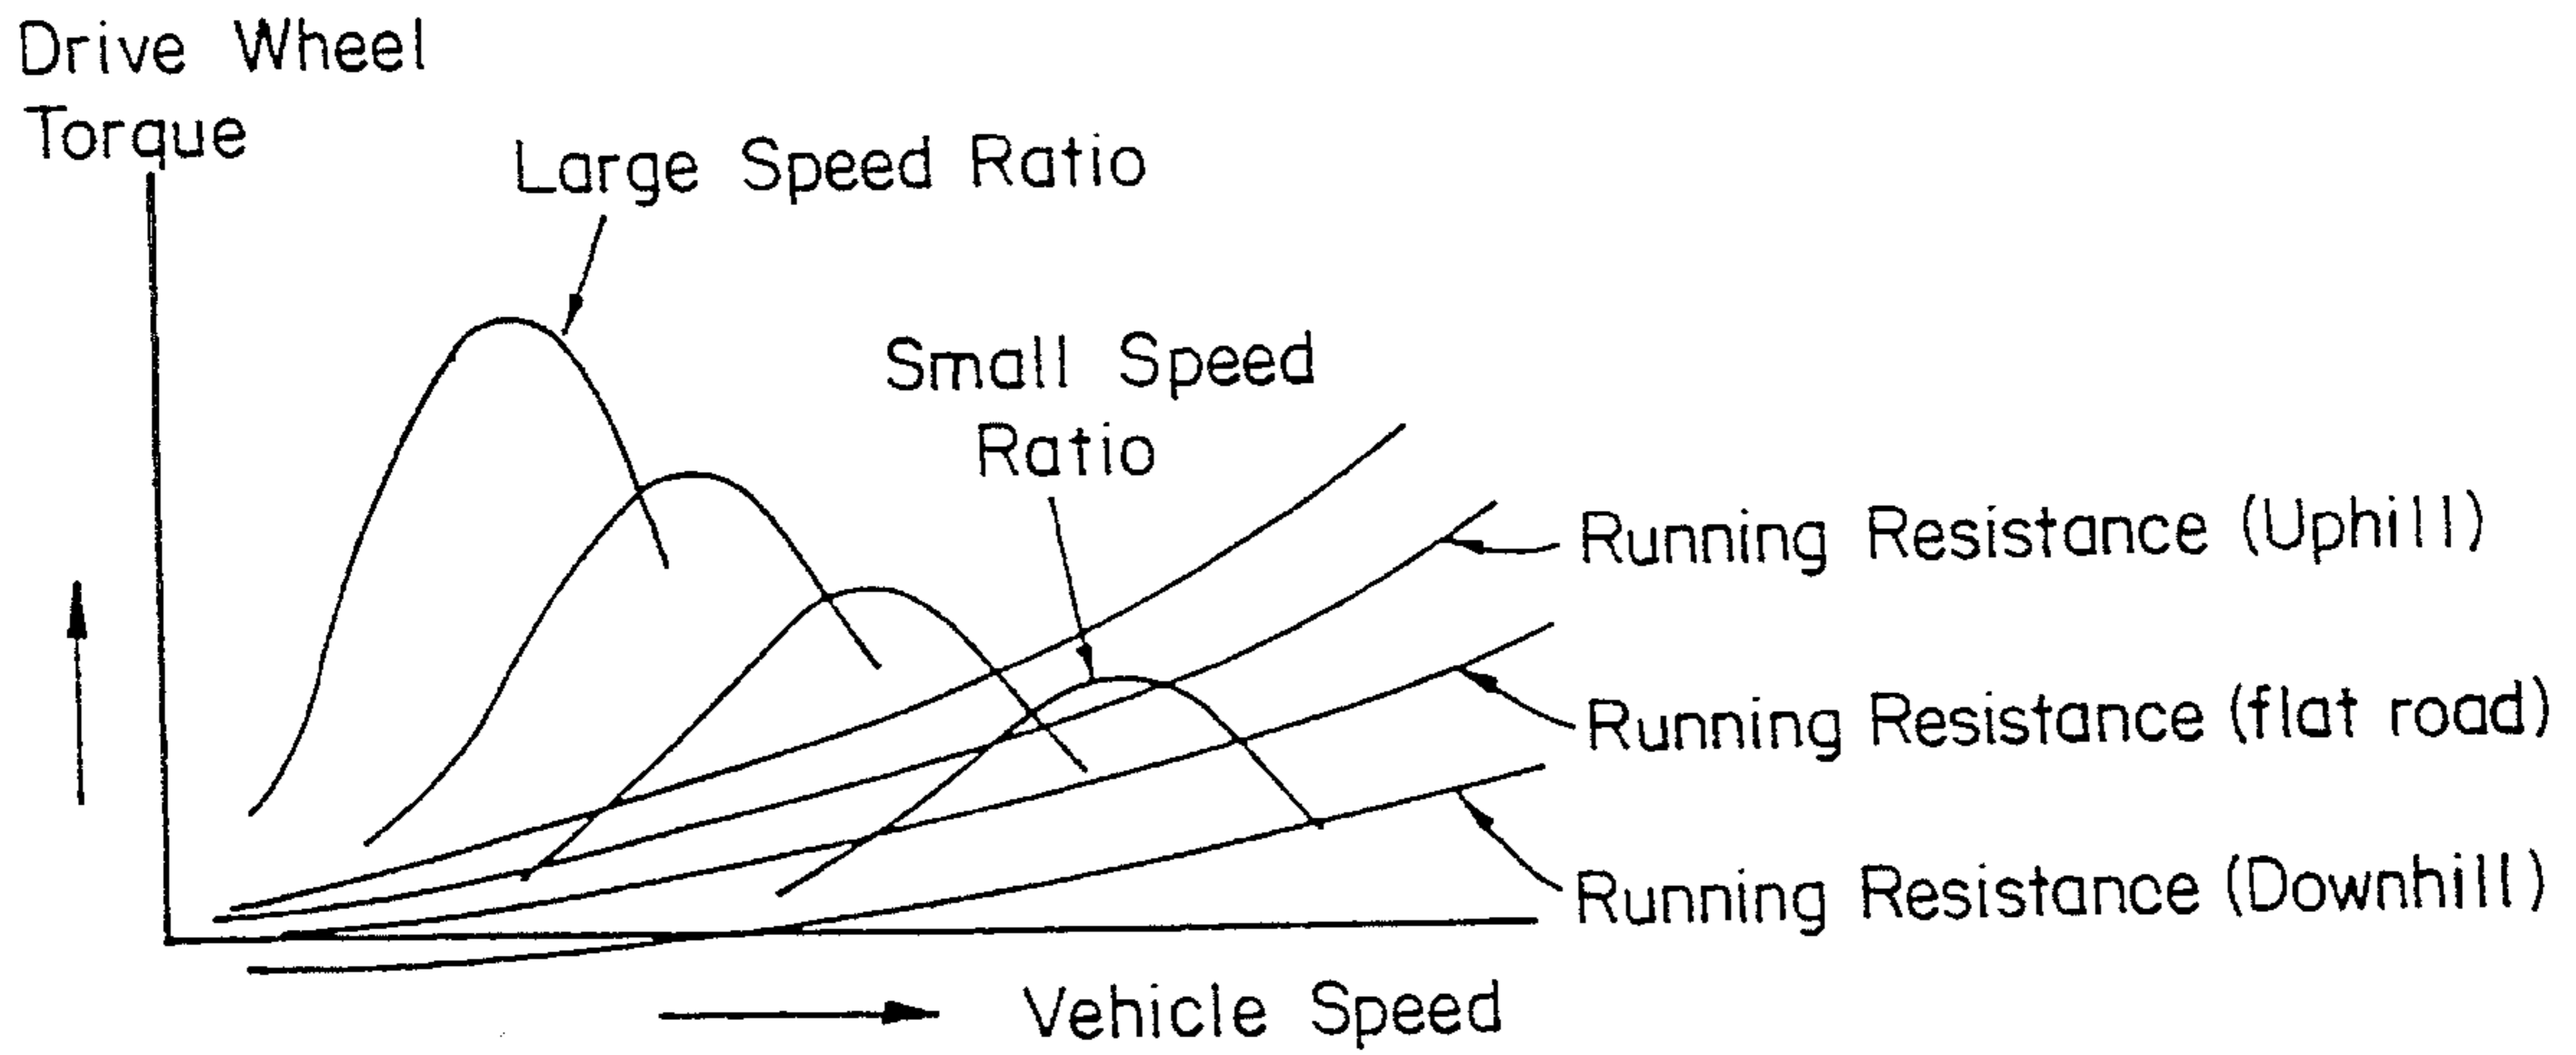 Drive Wheel
Torque
Large Speed Ratio
Small Speed
Ratio
Running Resistance (Uphill)
Running Resistance (flat road)
Running Resistance (Downhill)
Vehicle Speed